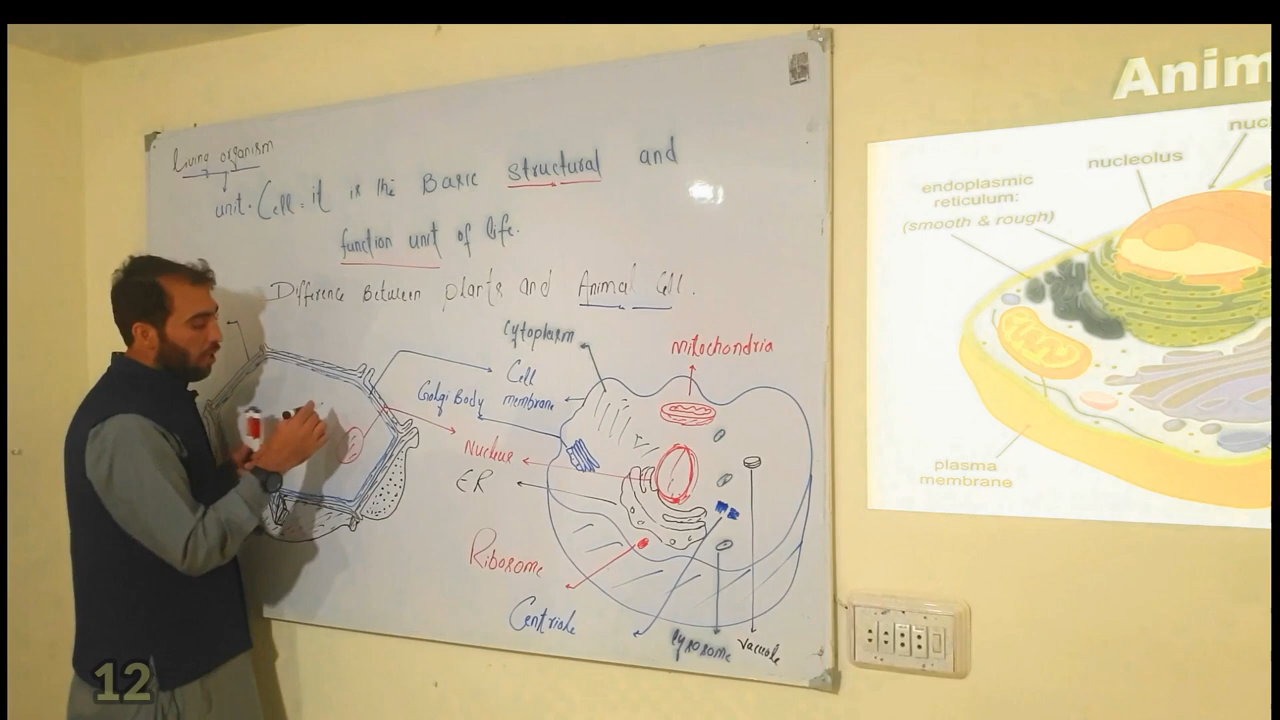 Living organism
unit. Cell. it is the Basic structural and
function unit of life.
Difference Between plants and Animal Cell.
Cytoplasm
Mitochondria
Cell
membrane
Golgi Body
Nucleus
ER
Ribosome
Centriole
Lysosome
Vacuole
Anim
nuc
nucleolus
endoplasmic
reticulum:
(smooth & rough)
plasma
membrane
12